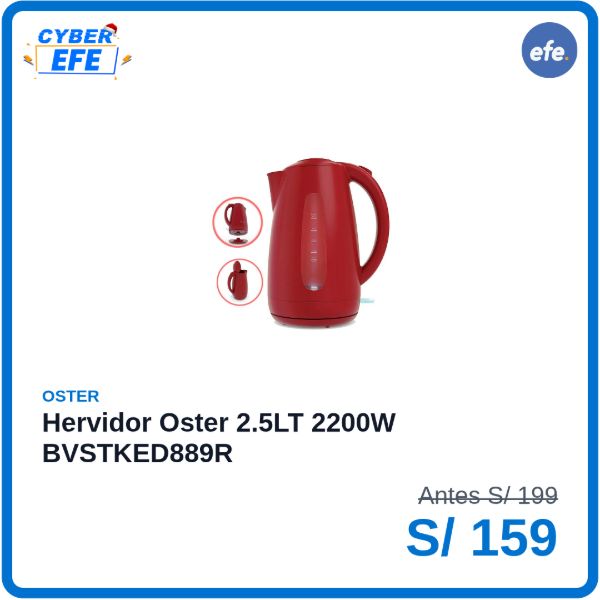 CYBER
EFE
efe.
OSTER
Hervidor Oster 2.5LT 2200W
BVSTKED889R
Antes S/ 199
S/ 159